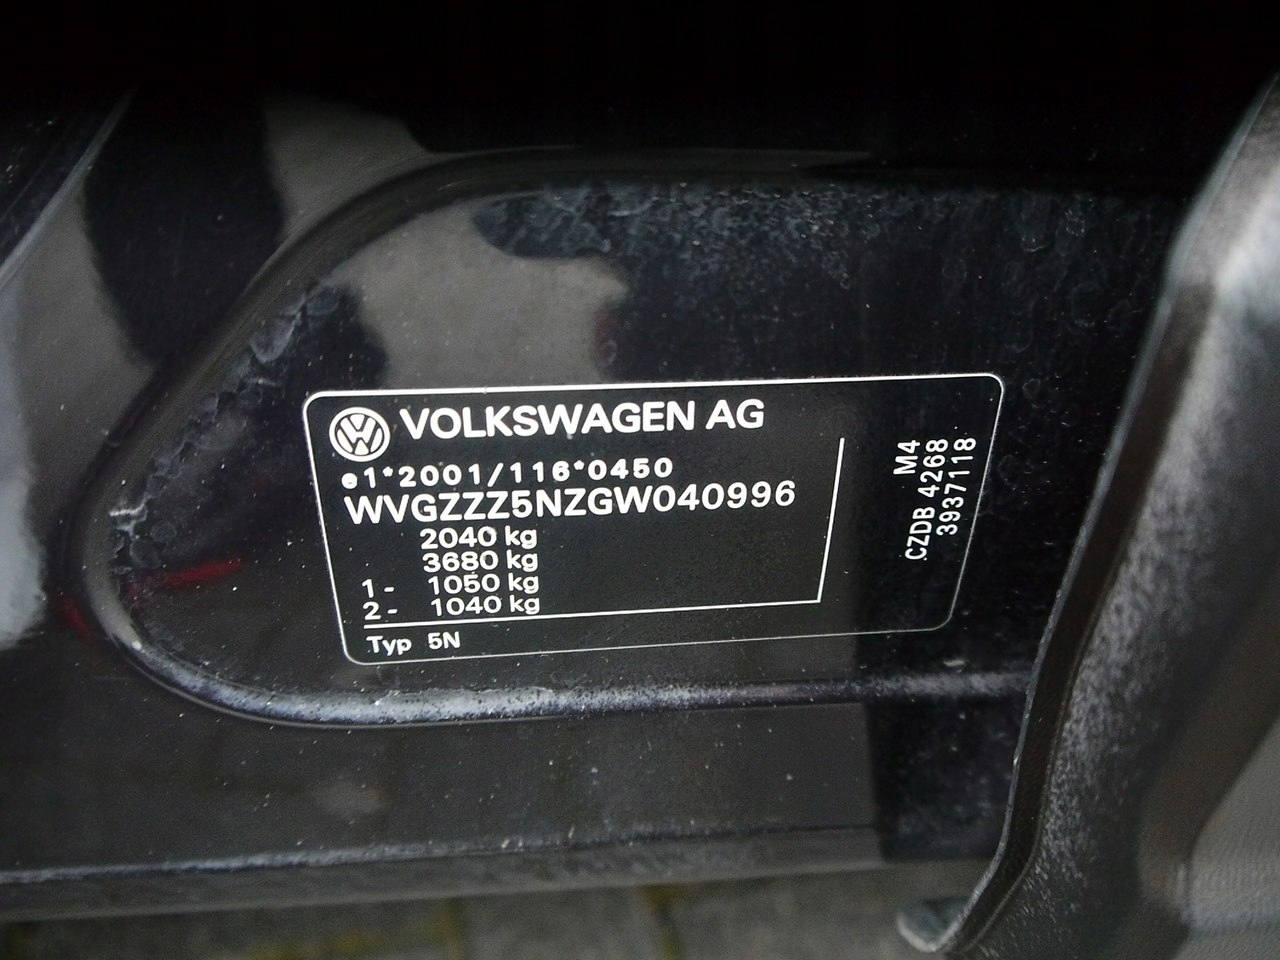 VOLKSWAGEN AG
e1*2001/116*0450
WVGZZZ5NZGW040996
2040 kg
3680 kg
1- 1050 kg
2- 1040 kg
Typ 5N
M4
CZDB 4268
3937118